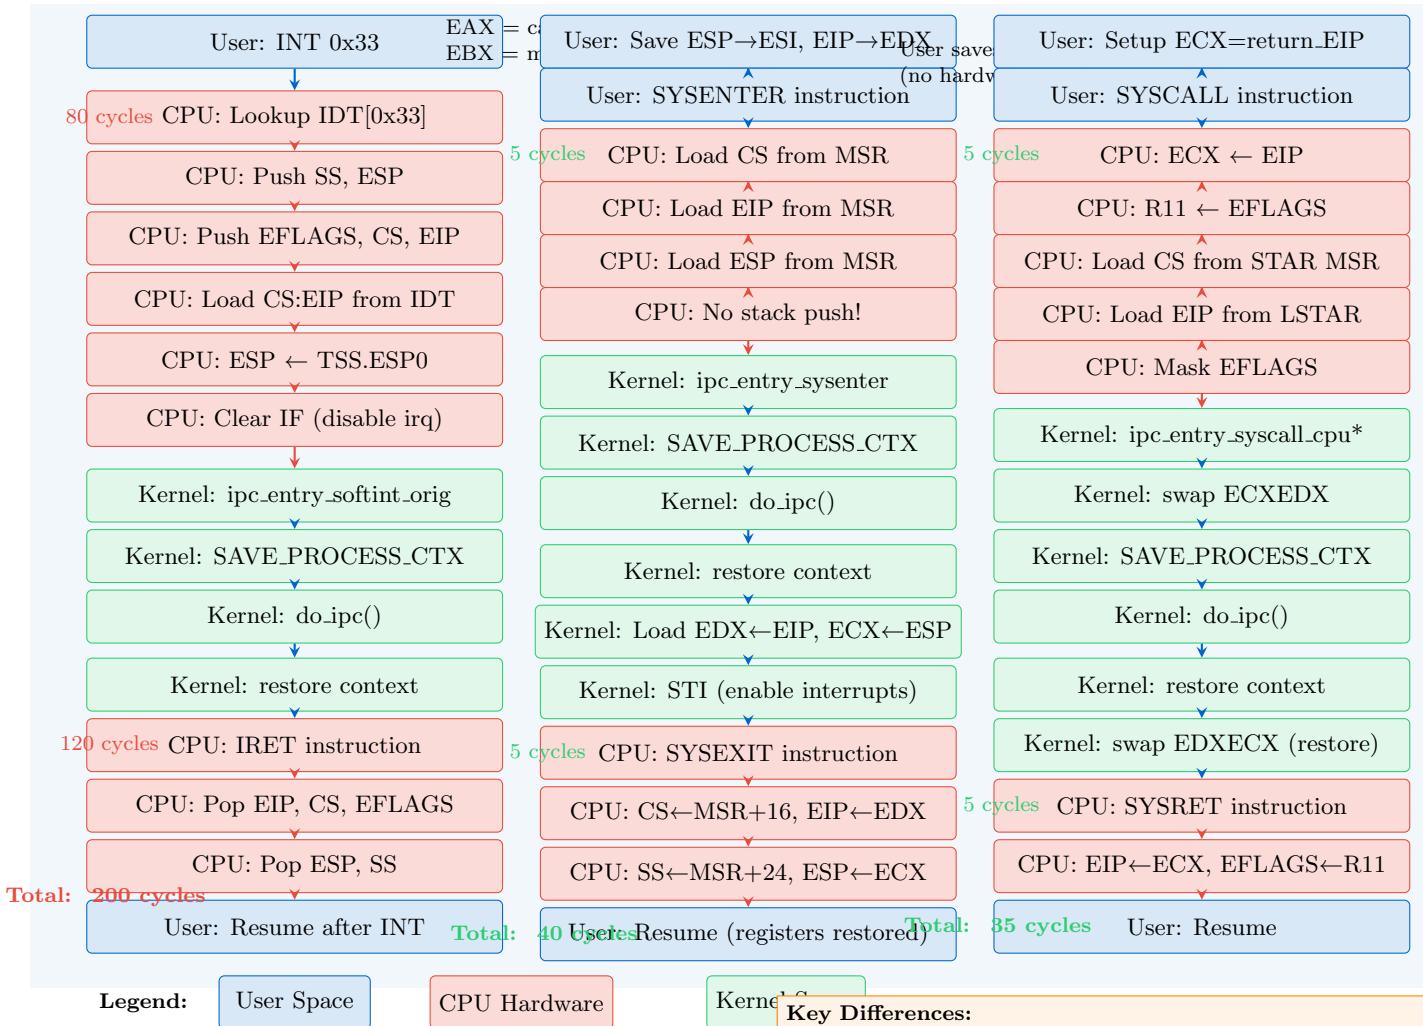 User: INT 0x33
EAX = 
EBX = 
80 cycles
CPU: Lookup IDT[0x33]
CPU: Push SS, ESP
CPU: Push EFLAGS, CS, EIP
CPU: Load CS:EIP from IDT
CPU: ESP ← TSS.ESP0
CPU: Clear IF (disable irq)
Kernel: ipc_entry_softint_orig
Kernel: SAVE_PROCESS_CTX
Kernel: do_ipc()
Kernel: restore context
120 cycles
CPU: IRET instruction
CPU: Pop EIP, CS, EFLAGS
CPU: Pop ESP, SS
Total: 200 cycles
User: Resume after INT
User: Save ESP→ESI, EIP→EDX
User saves
(no
User: SYSENTER instruction
5 cycles
CPU: Load CS from MSR
CPU: Load EIP from MSR
CPU: Load ESP from MSR
CPU: No stack push!
Kernel: ipc_entry_sysenter
Kernel: SAVE_PROCESS_CTX
Kernel: do_ipc()
Kernel: restore context
Kernel: Load EDX←EIP, ECX←ESP
Kernel: STI (enable interrupts)
5 cycles
CPU: SYSEXIT instruction
CPU: CS←MSR+16, EIP←EDX
CPU: SS←MSR+24, ESP←ECX
Total: 40 cycles
User: Resume (registers restored)
User: Setup ECX=return_EIP
User: SYSCALL instruction
5 cycles
CPU: ECX ← EIP
CPU: R11 ← EFLAGS
CPU: Load CS from STAR MSR
CPU: Load EIP from LSTAR
CPU: Mask EFLAGS
Kernel: ipc_entry_syscall_cpu*
Kernel: swap ECXEDX
Kernel: SAVE_PROCESS_CTX
Kernel: do_ipc()
Kernel: restore context
Kernel: swap EDXECX (restore)
5 cycles
CPU: SYSRET instruction
CPU: EIP←ECX, EFLAGS←R11
Total: 35 cycles
User: Resume
Legend:
User Space
CPU Hardware
Kernel
Key Differences: